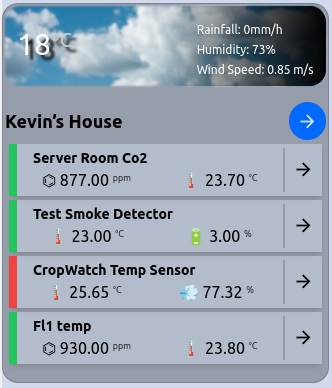 18 °C
Rainfall: 0mm/h
Humidity: 73%
Wind Speed: 0.85 m/s
Kevin's House
Server Room Co2
877.00 ppm 23.70 °C
Test Smoke Detector
23.00 °C 3.00 %
CropWatch Temp Sensor
25.65 °C 77.32 %
Fl1 temp
930.00 ppm 23.80 °C